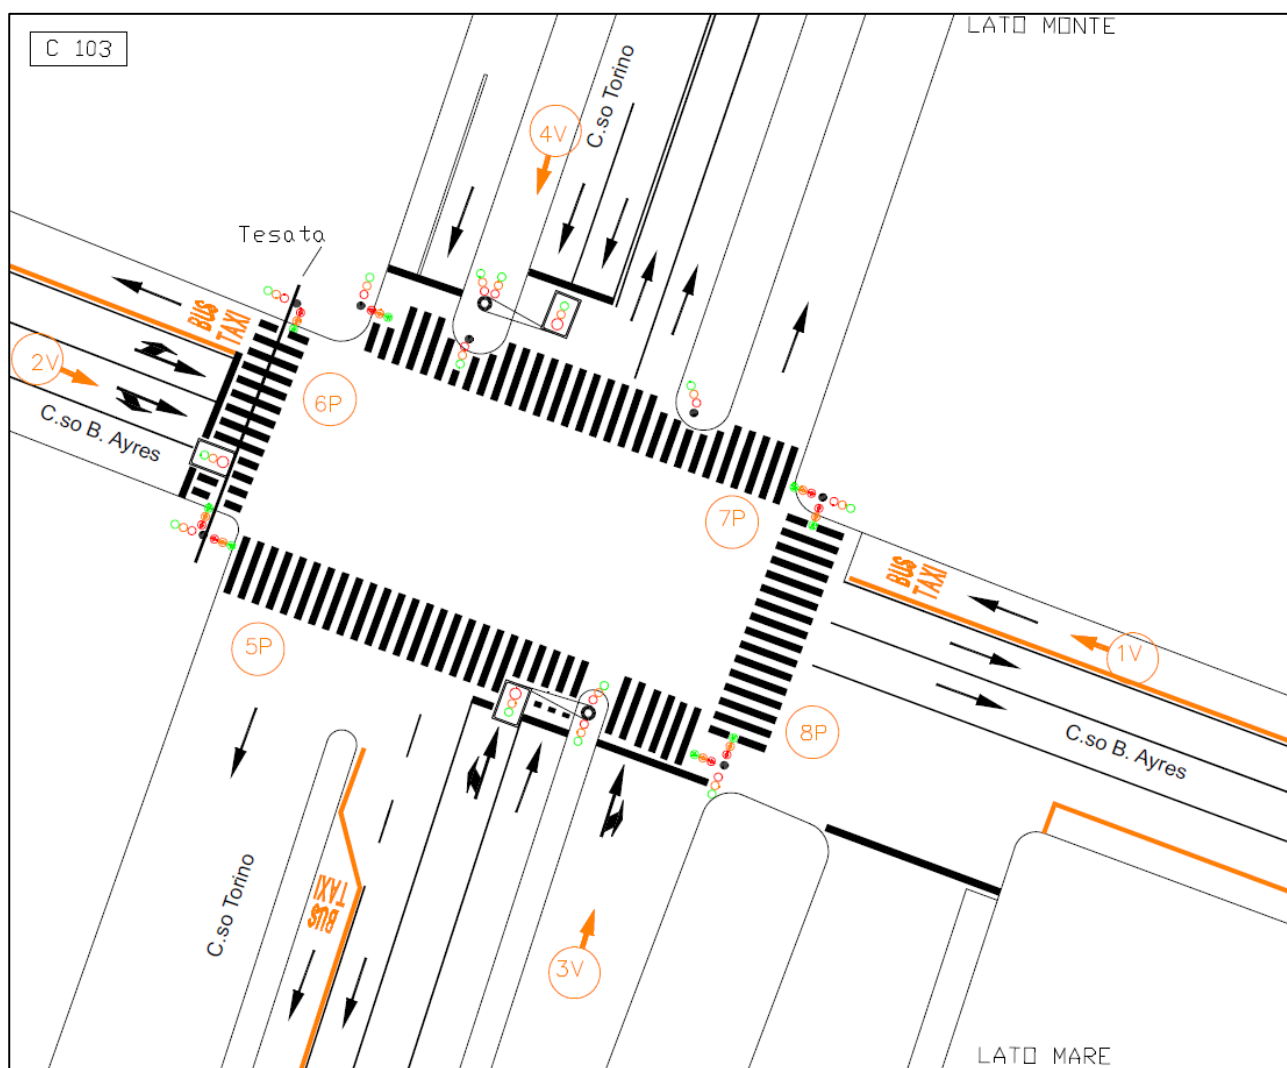 LATO MONTE
C 103
C.so Torino
4V
Tesata
BUS
TAXI
2V
6P
C.so B. Ayres
7P
BUS
TAXI
5P
1V
8P
C.so B. Ayres
C.so Torino
BUS
TAXI
3V
LATO MARE